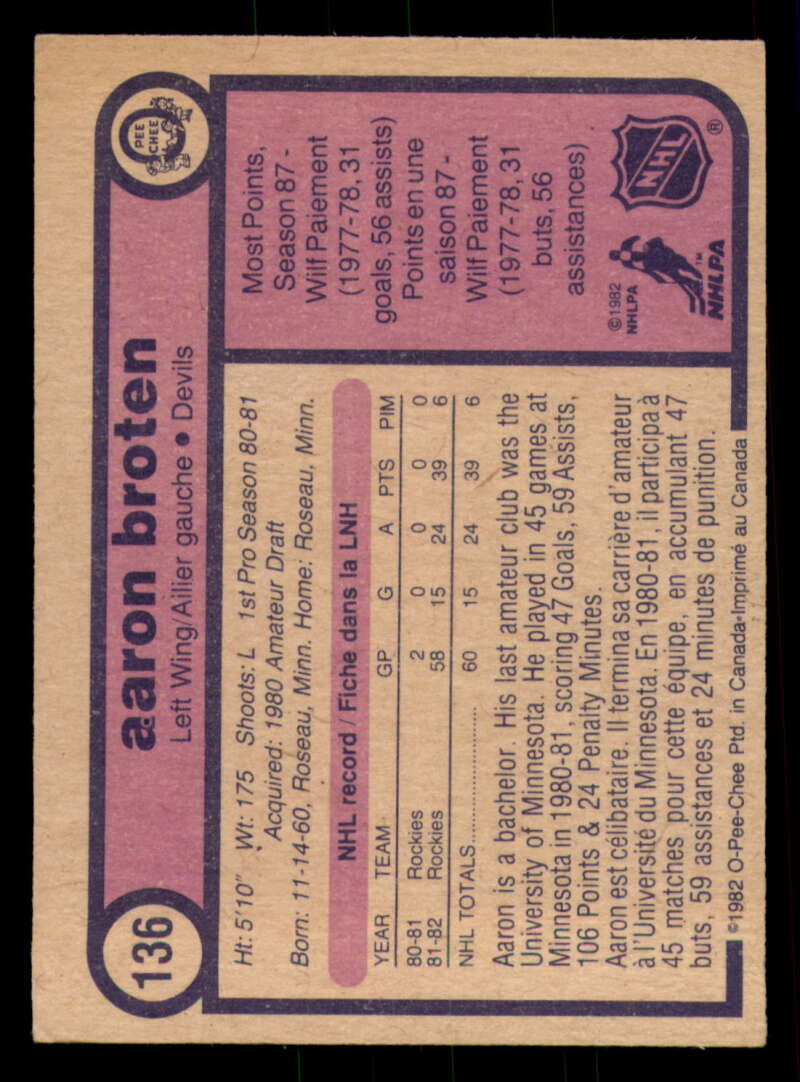 136
aaron broten
Left Wing/Ailier gauche • Devils
O
PEE
CHEE
Ht: 5'10" Wt: 175 Shoots: L 1st Pro Season 80-81
Acquired: 1980 Amateur Draft
Born: 11-14-60, Roseau, Minn. Home: Roseau, Minn.
NHL record / Fiche dans la LNH
YEAR TEAM GP G A PTS PIM
80-81 Rockies 2 0 0 0 0
81-82 Rockies 58 15 24 39 6
NHL TOTALS.................... 60 15 24 39 6
Aaron is a bachelor. His last amateur club was the
University of Minnesota. He played in 45 games at
Minnesota in 1980-81, scoring 47 Goals, 59 Assists,
106 Points & 24 Penalty Minutes.
Aaron est célibataire. Il termina sa carrière d'amateur
à l'Université du Minnesota. En 1980-81, il participa à
45 matches pour cette équipe, en accumulant 47
buts, 59 assistances et 24 minutes de punition.
Most Points,
Season 87 -
Wilf Paiement
(1977-78, 31
goals, 56 assists)
Points en une
saison 87 -
Wilf Paiement
(1977-78, 31
buts, 56
assistances)
©1982
NHLPA
NHLPA
TM
NHL
®
©1982 O-Pee-Chee Ptd. in Canada-Imprimé au Canada